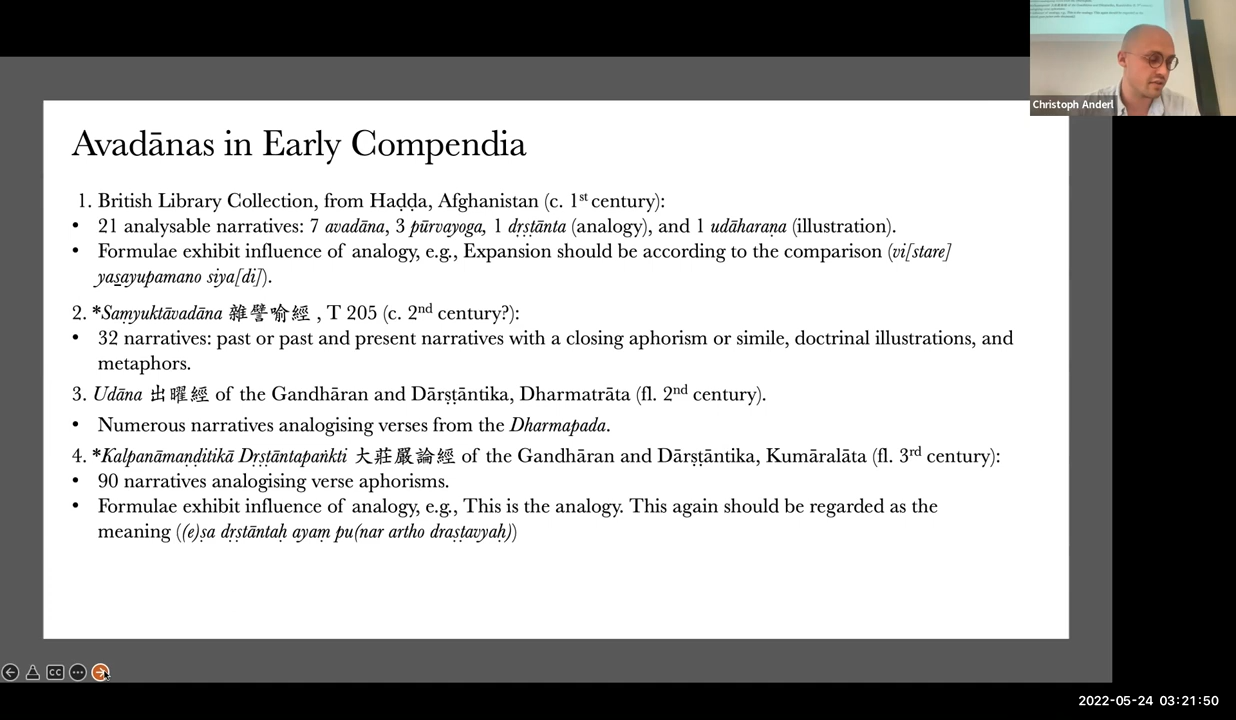 Christoph Anderl
Avadānas in Early Compendia
1. British Library Collection, from Haḍḍa, Afghanistan (c. 1st century):
• 21 analysable narratives: 7 avadāna, 3 pūrvayoga, 1 dṛṣṭānta (analogy), and 1 udāharaṇa (illustration).
• Formulae exhibit influence of analogy, e.g., Expansion should be according to the comparison (vi[stare]
yas̱ayupamano siya[di]).
2. *Saṃyuktāvadāna 雜譬喻經 , T 205 (c. 2nd century?):
• 32 narratives: past or past and present narratives with a closing aphorism or simile, doctrinal illustrations, and
metaphors.
3. Udāna 出曜經 of the Gandhāran and Dārṣṭāntika, Dharmatrāta (fl. 2nd century).
• Numerous narratives analogising verses from the Dharmapada.
4. *Kalpanāmaṇḍitikā Dṛṣṭāntapaṅkti 大莊嚴論經 of the Gandhāran and Dārṣṭāntika, Kumāralāta (fl. 3rd century):
• 90 narratives analogising verse aphorisms.
• Formulae exhibit influence of analogy, e.g., This is the analogy. This again should be regarded as the
meaning ((e)ṣa dṛṣṭāntaḥ ayaṃ pu(nar artho draṣṭavyaḥ))
CC
2022-05-24 03:21:50